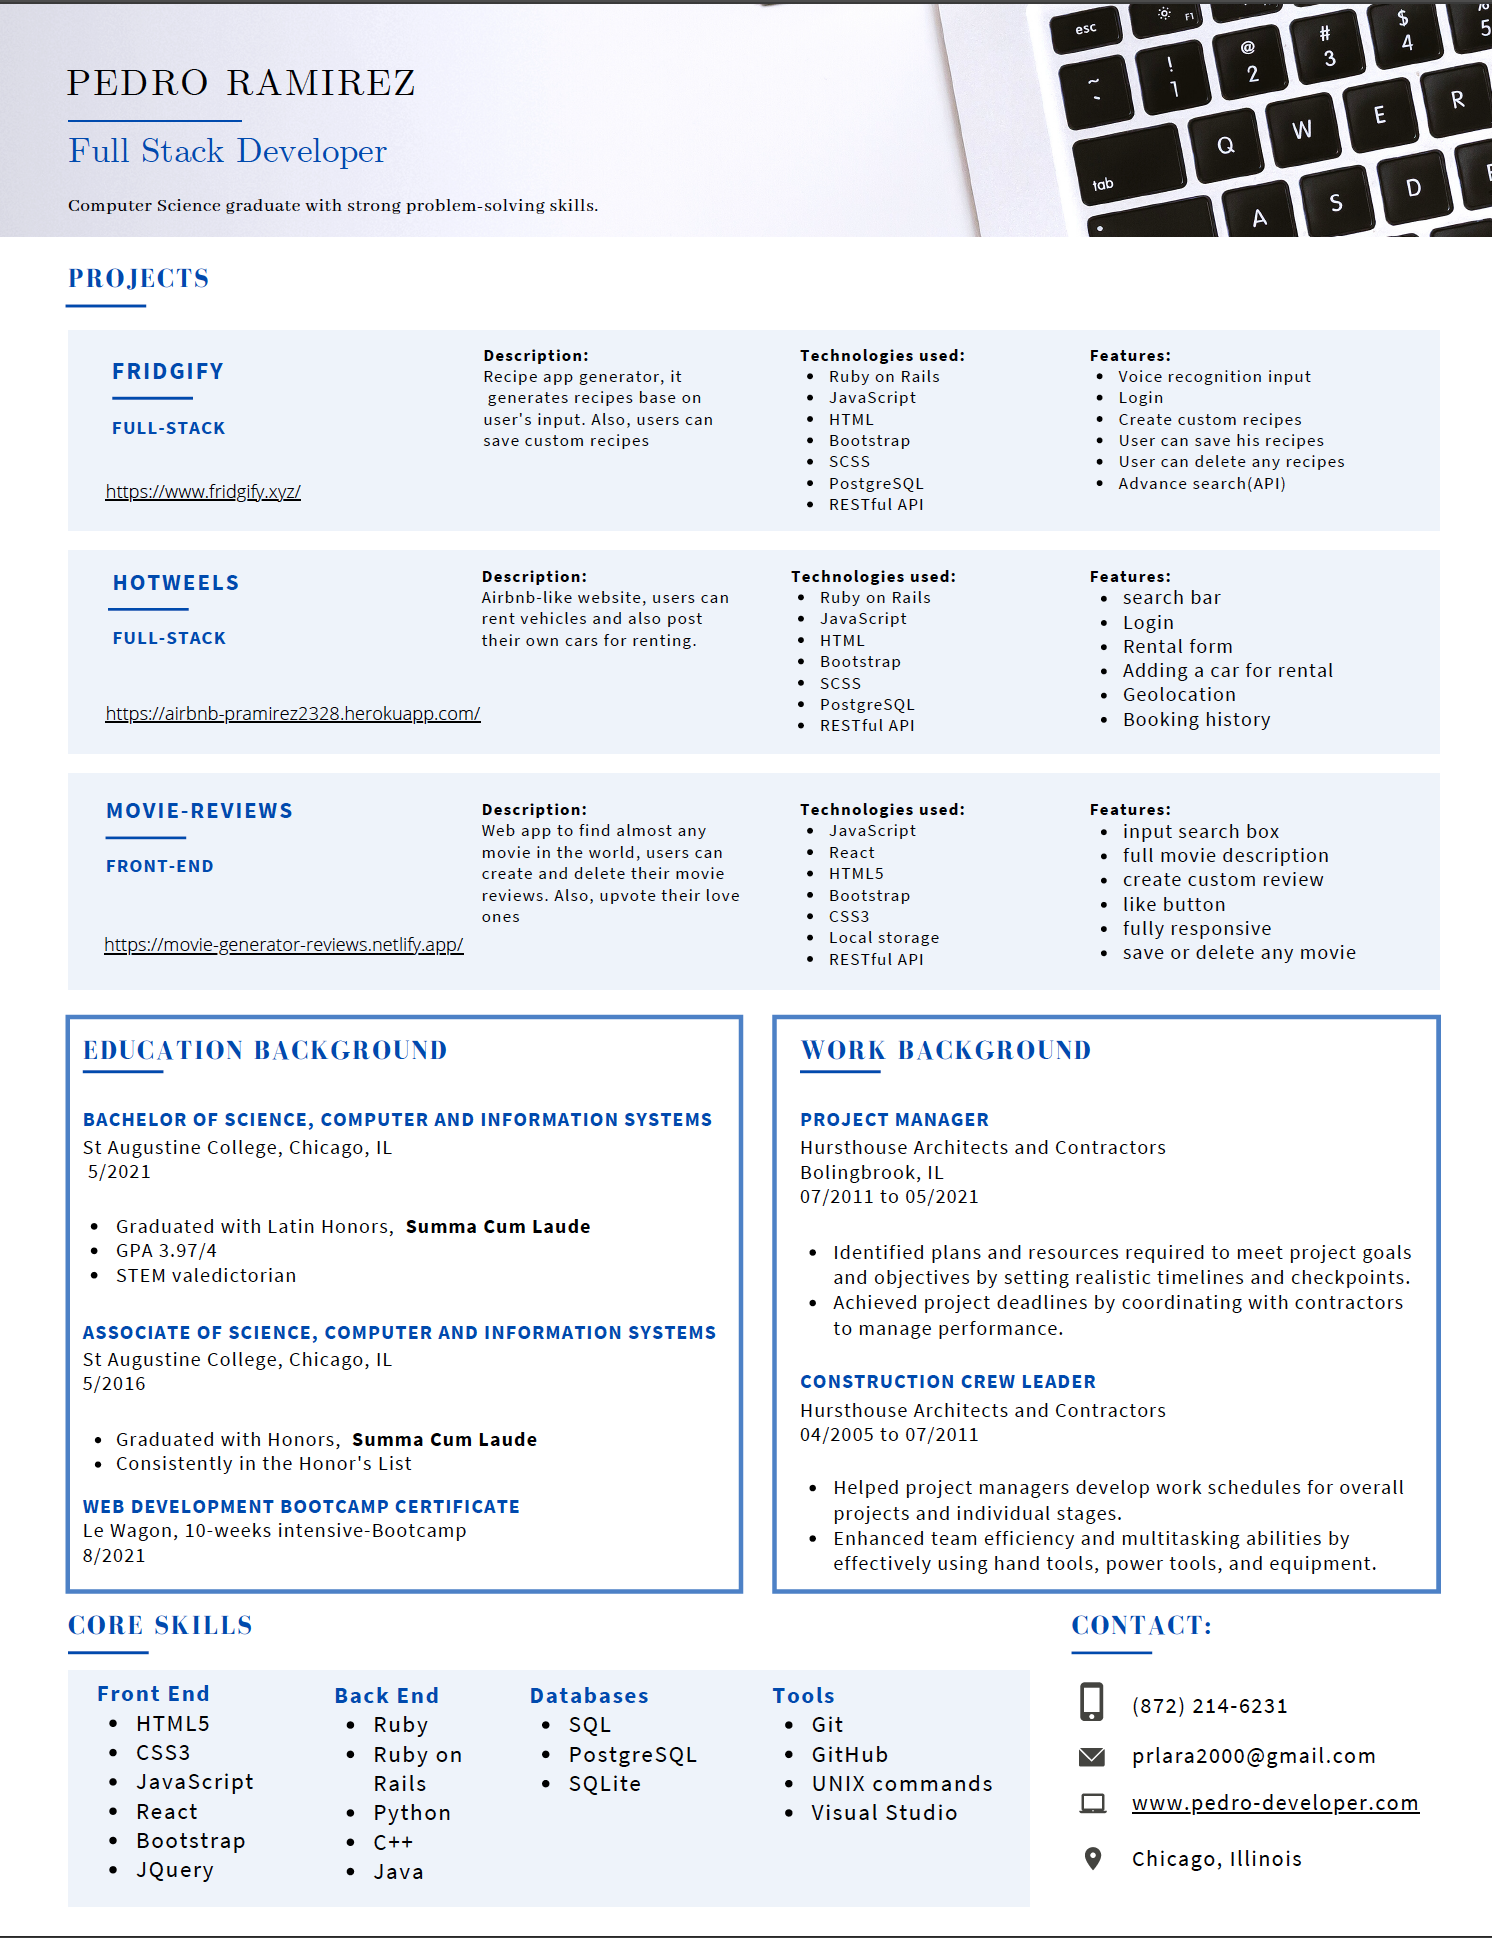 PEDRO RAMIREZ
Full Stack Developer
Computer Science graduate with strong problem-solving skills.
esc
F1
~
`
!
1
@
2
#
3
$
4
%
5
tab
Q
W
E
R
A
S
D
PROJECTS
FRIDGIFY
FULL-STACK
https://www.fridgify.xyz/
Description:
Recipe app generator, it
generates recipes base on
user's input. Also, users can
save custom recipes
Technologies used:
• Ruby on Rails
• JavaScript
• HTML
• Bootstrap
• SCSS
• PostgreSQL
• RESTful API
Features:
• Voice recognition input
• Login
• Create custom recipes
• User can save his recipes
• User can delete any recipes
• Advance search(API)
HOTWEELS
FULL-STACK
https://airbnb-pramirez2328.herokuapp.com/
Description:
Airbnb-like website, users can
rent vehicles and also post
their own cars for renting.
Technologies used:
• Ruby on Rails
• JavaScript
• HTML
• Bootstrap
• SCSS
• PostgreSQL
• RESTful API
Features:
• search bar
• Login
• Rental form
• Adding a car for rental
• Geolocation
• Booking history
MOVIE-REVIEWS
FRONT-END
https://movie-generator-reviews.netlify.app/
Description:
Web app to find almost any
movie in the world, users can
create and delete their movie
reviews. Also, upvote their love
ones
Technologies used:
• JavaScript
• React
• HTML5
• Bootstrap
• CSS3
• Local storage
• RESTful API
Features:
• input search box
• full movie description
• create custom review
• like button
• fully responsive
• save or delete any movie
EDUCATION BACKGROUND
BACHELOR OF SCIENCE, COMPUTER AND INFORMATION SYSTEMS
St Augustine College, Chicago, IL
5/2021
• Graduated with Latin Honors, Summa Cum Laude
• GPA 3.97/4
• STEM valedictorian
ASSOCIATE OF SCIENCE, COMPUTER AND INFORMATION SYSTEMS
St Augustine College, Chicago, IL
5/2016
• Graduated with Honors, Summa Cum Laude
• Consistently in the Honor's List
WEB DEVELOPMENT BOOTCAMP CERTIFICATE
Le Wagon, 10-weeks intensive-Bootcamp
8/2021
WORK BACKGROUND
PROJECT MANAGER
Hursthouse Architects and Contractors
Bolingbrook, IL
07/2011 to 05/2021
• Identified plans and resources required to meet project goals
and objectives by setting realistic timelines and checkpoints.
• Achieved project deadlines by coordinating with contractors
to manage performance.
CONSTRUCTION CREW LEADER
Hursthouse Architects and Contractors
04/2005 to 07/2011
• Helped project managers develop work schedules for overall
projects and individual stages.
• Enhanced team efficiency and multitasking abilities by
effectively using hand tools, power tools, and equipment.
CORE SKILLS
Front End
• HTML5
• CSS3
• JavaScript
• React
• Bootstrap
• JQuery
Back End
• Ruby
• Ruby on
Rails
• Python
• C++
• Java
Databases
• SQL
• PostgreSQL
• SQLite
Tools
• Git
• GitHub
• UNIX commands
• Visual Studio
CONTACT:
(872) 214-6231
prlara2000@gmail.com
www.pedro-developer.com
Chicago, Illinois